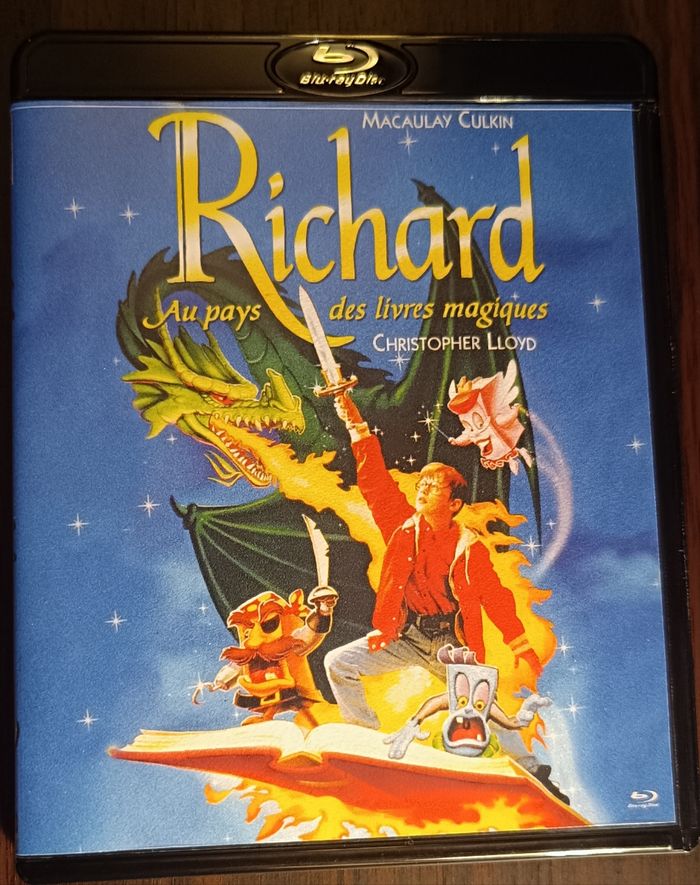 Blu-ray Disc
MACAULAY CULKIN
Richard
Au pays des livres magiques
CHRISTOPHER LLOYD
Blu-ray Disc